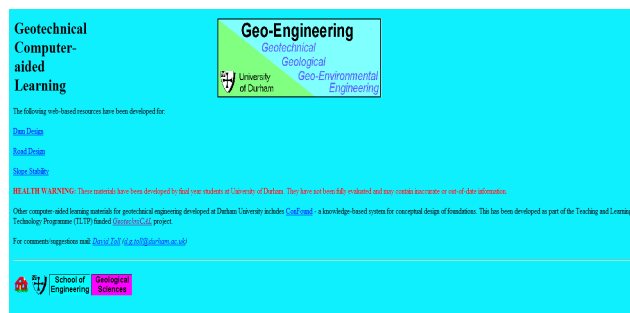 Geotechnical
Computer-
aided
Learning
Geo-Engineering
Geotechnical
Geological
Geo-Environmental
Engineering
University
of Durham
The following web-based resources have been developed for:
Dam Design
Road Design
Slope Stability
HEALTH WARNING: These materials have been developed by final year students at University of Durham. They have not been fully evaluated and may contain inaccurate or out-of-date information.
Other computer-aided learning materials for geotechnical engineering developed at Durham University includes ConFound - a knowledge-based system for conceptual design of foundations. This has been developed as part of the Teaching and Learning
Technology Programme (TLTP) funded GeotechniCAL project.
For comments/suggestions mail: David Toll (d.g.toll@durham.ac.uk)
School of
Engineering
Geological
Sciences